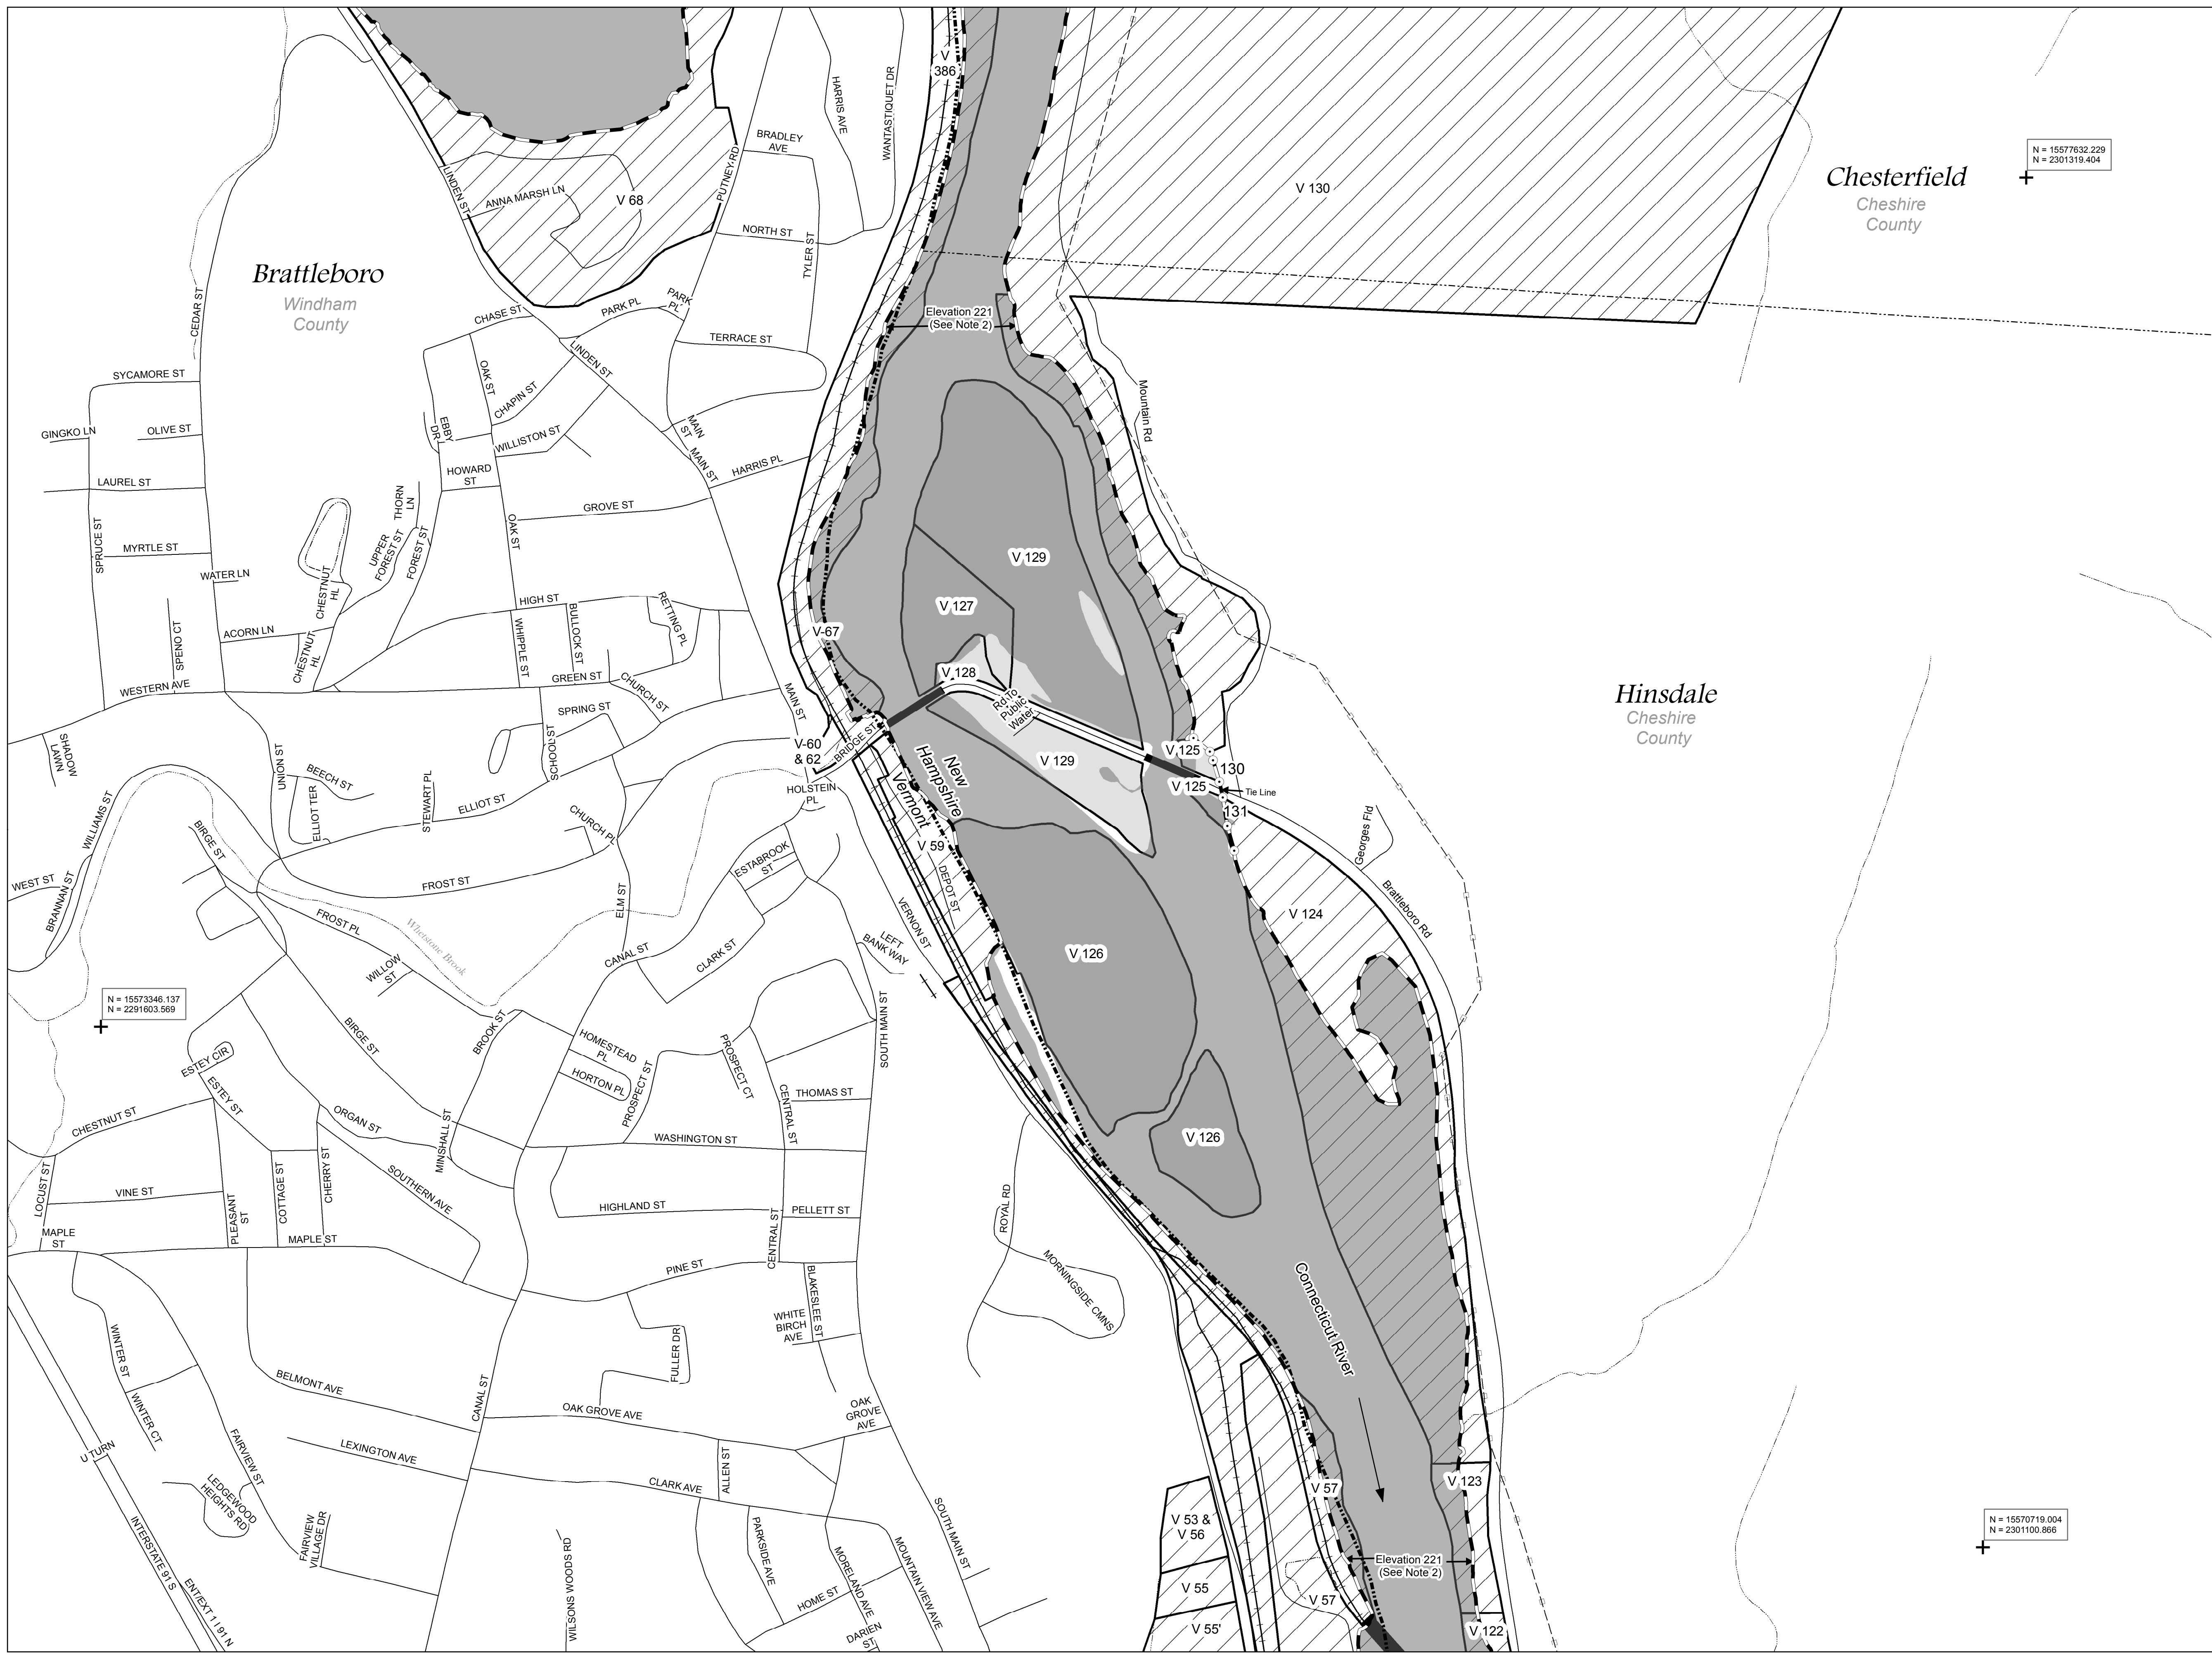 V
386
HARRIS AVE
WANTASTIQUET DR
BRADLEY
AVE
PUTNEY RD
LINDEN ST
ANNA MARSH LN
V 68
V 130
Chesterfield
Cheshire
County
N = 15577632.229
N = 2301319.404
NORTH ST
TYLER ST
Brattleboro
Windham
County
CEDAR ST
CHASE ST
PARK PL
PARK
PL
Elevation 221
(See Note 2)
TERRACE ST
LINDEN ST
OAK ST
CHAPIN ST
SYCAMORE ST
Mountain Rd
GINGKO LN
OLIVE ST
EBBY
DR
WILLISTON ST
MAIN
ST
MAIN ST
HARRIS PL
HOWARD
ST
LAUREL ST
THORN
LN
GROVE ST
SPRUCE ST
MYRTLE ST
UPPER
FOREST ST
FOREST ST
OAK ST
V 129
WATER LN
CHESTNUT
HL
HIGH ST
BULLOCK ST
RETTING PL
V 127
ACORN LN
SPENO CT
CHESTNUT
HL
WHIPPLE ST
V-67
V 128
GREEN ST
CHURCH ST
WESTERN AVE
MAIN ST
Rd To
Public
Water
Hinsdale
Cheshire
County
SPRING ST
SCHOOL ST
SHADOW
LAWN
UNION ST
BEECH ST
V-60
& 62
BRIDGE ST
New
Hampshire
Vermont
V 129
V 125
130
V 125
Tie Line
131
HOLSTEIN
PL
WILLIAMS ST
ELLIOT TER
STEWART PL
ELLIOT ST
CHURCH PL
BIRGE ST
Georges Fld
V 59
ESTABROOK
ST
DEPOT ST
WEST ST
BRANNAN ST
FROST ST
ELM ST
VERNON ST
V 124
Brattleboro Rd
FROST PL
Whetstone Brook
LEFT
BANK WAY
CANAL ST
CLARK ST
V 126
WILLOW
ST
N = 15573346.137
N = 2291603.569
BIRGE ST
BROOK ST
HOMESTEAD
PL
HORTON PL
PROSPECT ST
PROSPECT CT
SOUTH MAIN ST
ESTEY CIR
ESTEY ST
THOMAS ST
CENTRAL ST
CHESTNUT ST
ORGAN ST
MINSHALL ST
WASHINGTON ST
V 126
LOCUST ST
VINE ST
PLEASANT
ST
COTTAGE ST
CHERRY ST
SOUTHERN AVE
HIGHLAND ST
PELLETT ST
CENTRAL ST
ROYAL RD
MAPLE
ST
MAPLE ST
PINE ST
MORNINGSIDE CMNS
Connecticut River
BLAKESLEE ST
WHITE
BIRCH
AVE
WINTER ST
FULLER DR
WINTER CT
BELMONT AVE
CANAL ST
OAK GROVE AVE
OAK
GROVE
AVE
FAIRVIEW ST
LEXINGTON AVE
U TURN
ALLEN ST
CLARK AVE
LEDGEWOOD
HEIGHTS RD
V 57
V 123
INTERSTATE 91 S
FAIRVIEW
VILLAGE DR
WILSONS WOODS RD
PARKSIDE AVE
MORELAND AVE
MOUNTAIN VIEW AVE
SOUTH MAIN ST
V 53 &
V 56
N = 15570719.004
N = 2301100.866
Elevation 221
(See Note 2)
ENT/EXT 1 I 91 N
HOME ST
V 55
V 57
DARIEN
ST
V 55'
V 122